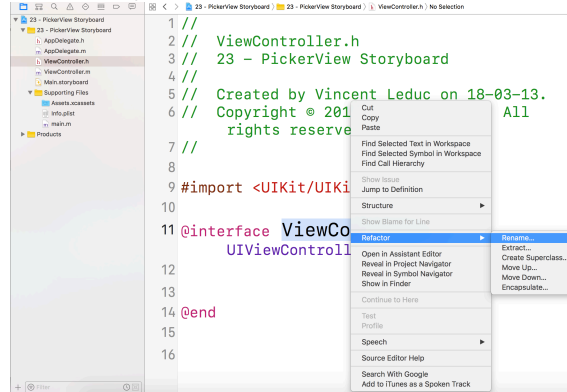 23 - PickerView Storyboard 〉 23 - PickerView Storyboard 〉 h ViewController.h 〉 No Selection
23 - PickerView Storyboard
23 - PickerView Storyboard
h AppDelegate.h
m AppDelegate.m
h ViewController.h
m ViewController.m
Main.storyboard
Supporting Files
Assets.xcassets
Info.plist
m main.m
Products
Filter
1 //
2 // ViewController.h
3 // 23 - PickerView Storyboard
4 //
5 // Created by Vincent Leduc on 18-03-13.
6 // Copyright © 201 All
rights reserve
7 //
8
9 #import <UIKit/UIKi
10
11 @interface ViewCo
UIViewControll
12
13
14 @end
15
16
Cut
Copy
Paste
Find Selected Text in Workspace
Find Selected Symbol in Workspace
Find Call Hierarchy
Show Issue
Jump to Definition
Structure
Show Blame for Line
Refactor
Open in Assistant Editor
Reveal in Project Navigator
Reveal in Symbol Navigator
Show in Finder
Continue to Here
Test
Profile
Speech
Source Editor Help
Search With Google
Add to iTunes as a Spoken Track
Rename...
Extract...
Create Superclass...
Move Up...
Move Down...
Encapsulate...